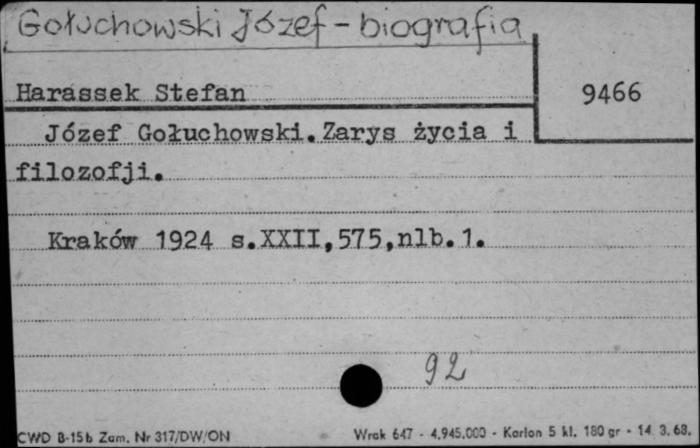 Gołuchowski Józef - biografia
Harassek Stefan
9466
Józef Gołuchowski. Zarys życia i
filozofji.
Kraków 1924 s.XXII,575,nlb.1.
92
CWD B-15b Zam. Nr 317/DW/ON Wrak 647 - 4.945.000 - Karton 5 kl. 180 gr - 14.3.68.